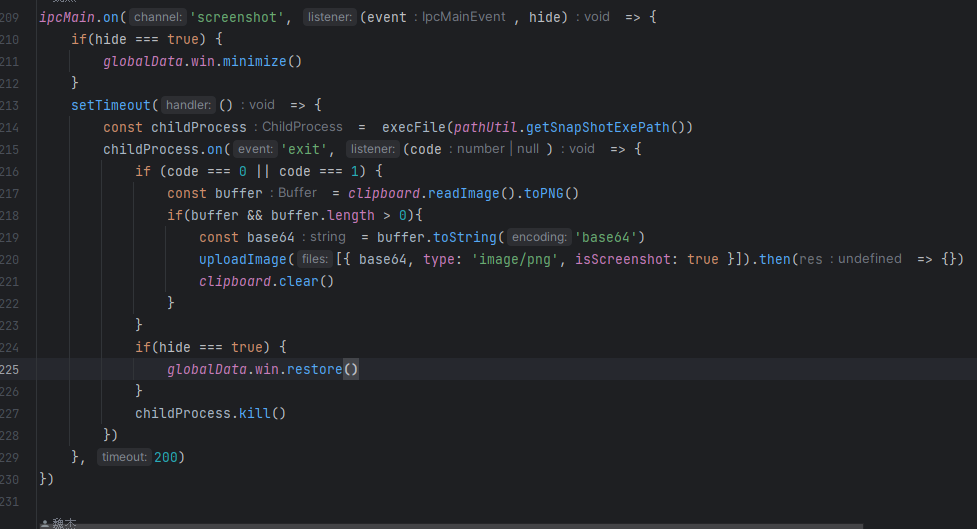 209 ipcMain.on( channel: 'screenshot', listener: (event IpcMainEvent , hide) : void => {
210 if(hide === true) {
211 globalData.win.minimize()
212 }
213 setTimeout( handler: () : void => {
214 const childProcess : ChildProcess = execFile(pathUtil.getSnapShotExePath())
215 childProcess.on( event: 'exit', listener: (code : number | null ) : void => {
216 if (code === 0 || code === 1) {
217 const buffer : Buffer = clipboard.readImage().toPNG()
218 if(buffer && buffer.length > 0){
219 const base64 : string = buffer.toString( encoding: 'base64')
220 uploadImage( files: [{ base64, type: 'image/png', isScreenshot: true }]).then(res : undefined => {})
221 clipboard.clear()
222 }
223 }
224 if(hide === true) {
225 globalData.win.restore()
226 }
227 childProcess.kill()
228 })
229 }, timeout: 200)
230 })
231
魏杰